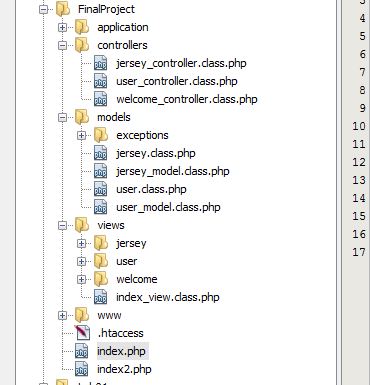 FinalProject
application
controllers
jersey_controller.class.php
user_controller.class.php
welcome_controller.class.php
models
exceptions
jersey.class.php
jersey_model.class.php
user.class.php
user_model.class.php
views
jersey
user
welcome
index_view.class.php
www
.htaccess
index.php
index2.php
4
5
6
7
8
9
10
11
12
13
14
15
16
17